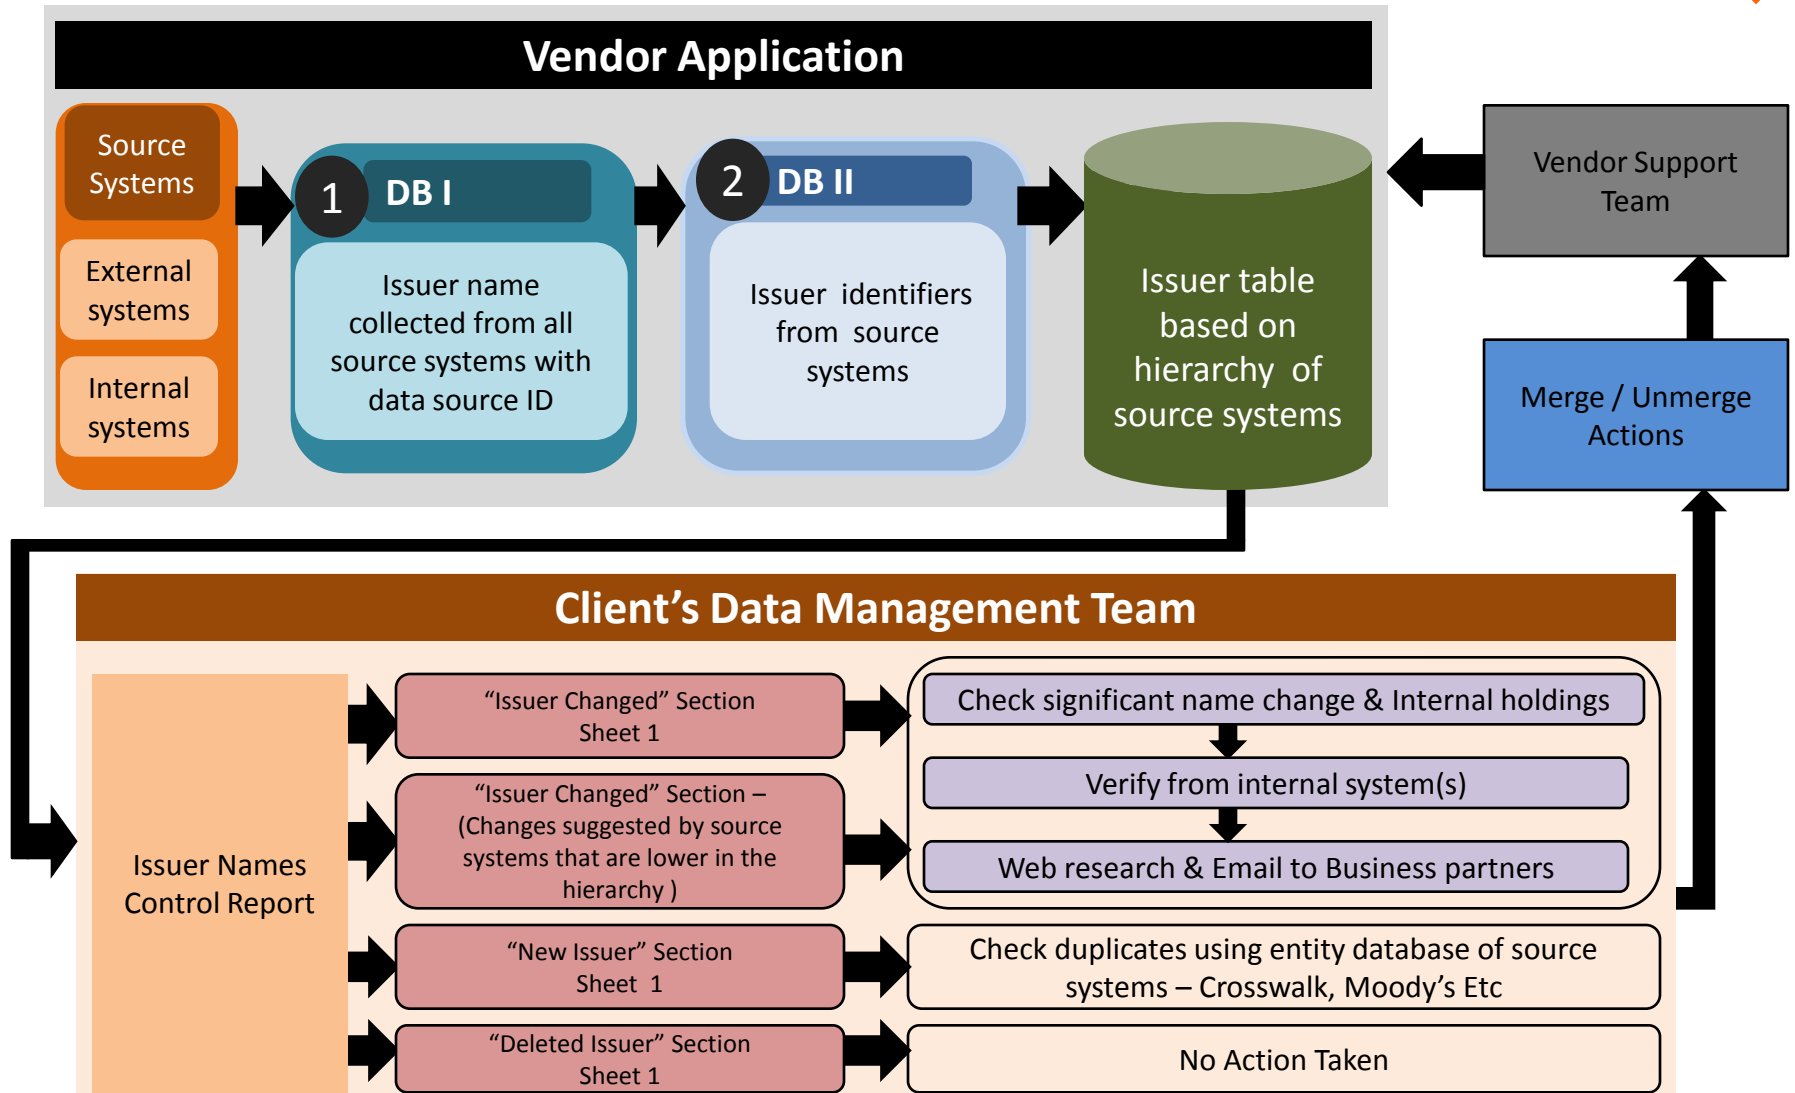 Vendor Application
Source
Systems
External
systems
Internal
systems
1
DB I
Issuer name
collected from all
source systems with
data source ID
2
DB II
Issuer identifiers
from source
systems
Issuer table
based on
hierarchy of
source systems
Vendor Support
Team
Merge / Unmerge
Actions
Client’s Data Management Team
Issuer Names
Control Report
“Issuer Changed” Section
Sheet 1
“Issuer Changed” Section –
(Changes suggested by source
systems that are lower in the
hierarchy )
“New Issuer” Section
Sheet 1
“Deleted Issuer” Section
Sheet 1
Check significant name change & Internal holdings
Verify from internal system(s)
Web research & Email to Business partners
Check duplicates using entity database of source
systems – Crosswalk, Moody’s Etc
No Action Taken